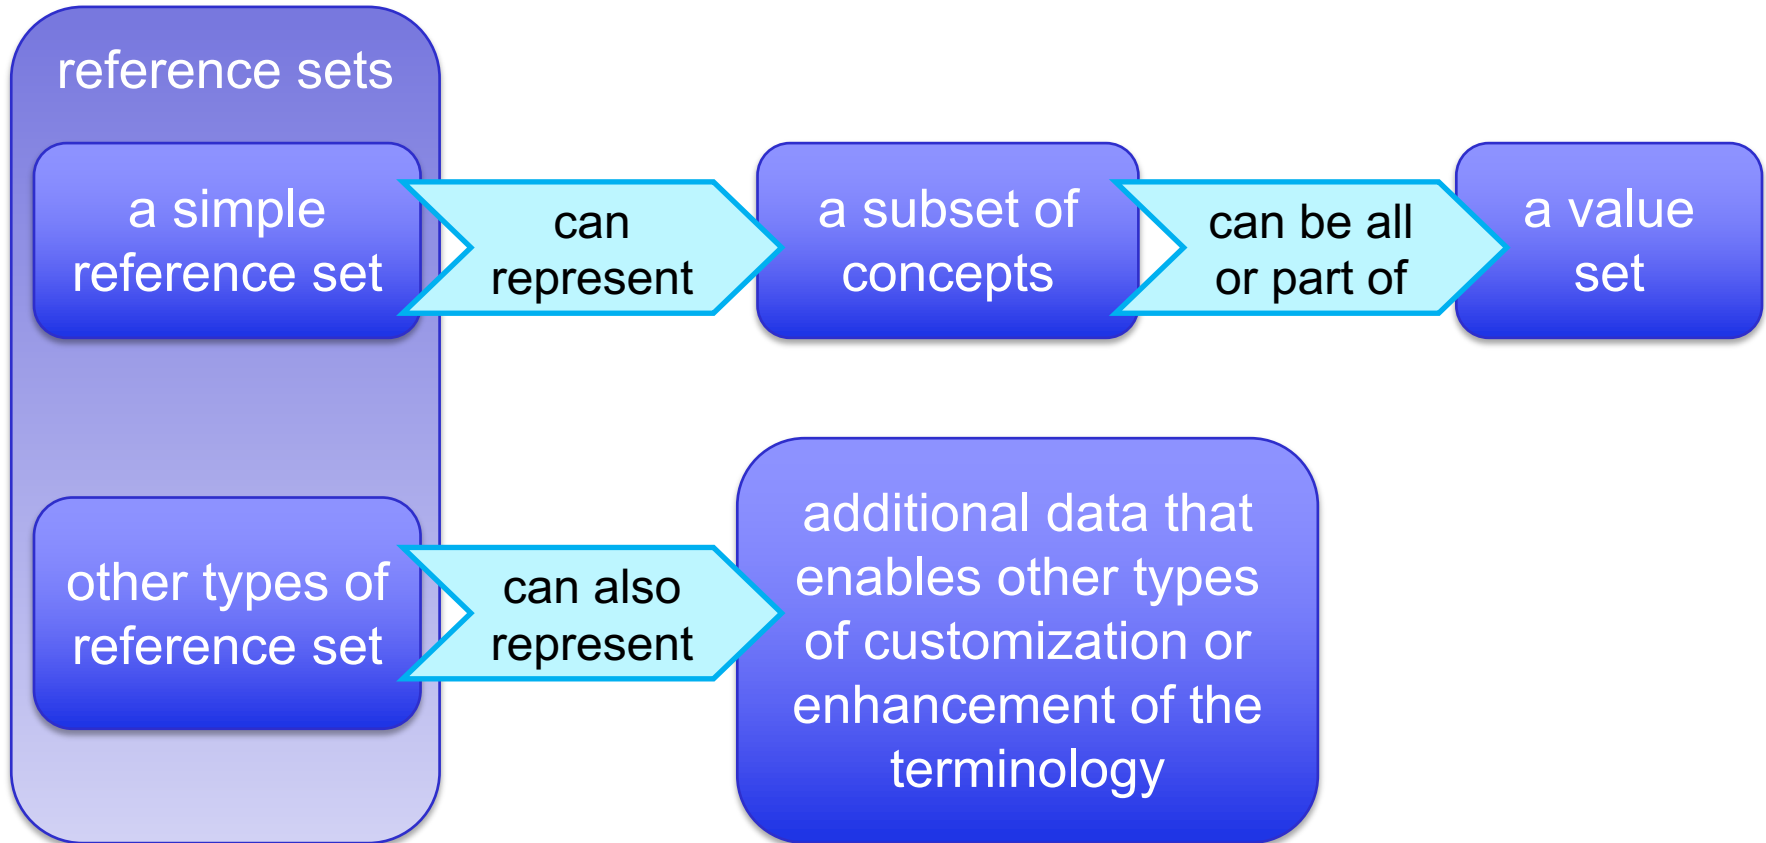 reference sets
a simple
reference set
can
represent
a subset of
concepts
can be all
or part of
a value
set
other types of
reference set
can also
represent
additional data that
enables other types
of customization or
enhancement of the
terminology